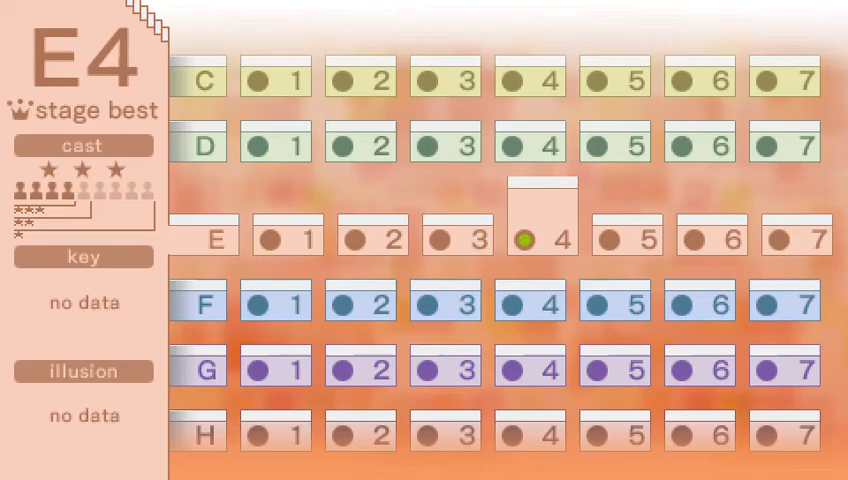 E4
stage best
cast
★ ★ ★
***
**
*
key
no data
illusion
no data
C 1 2 3 4 5 6 7
D 1 2 3 4 5 6 7
E 1 2 3 4 5 6 7
F 1 2 3 4 5 6 7
G 1 2 3 4 5 6 7
H 1 2 3 4 5 6 7